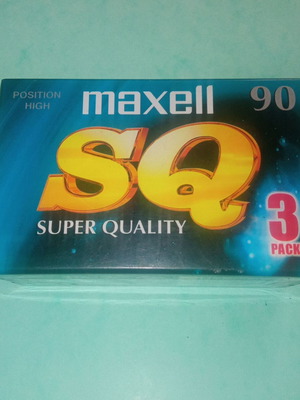 POSITION
HIGH
maxell
90
SQ
SUPER QUALITY
3
PACK